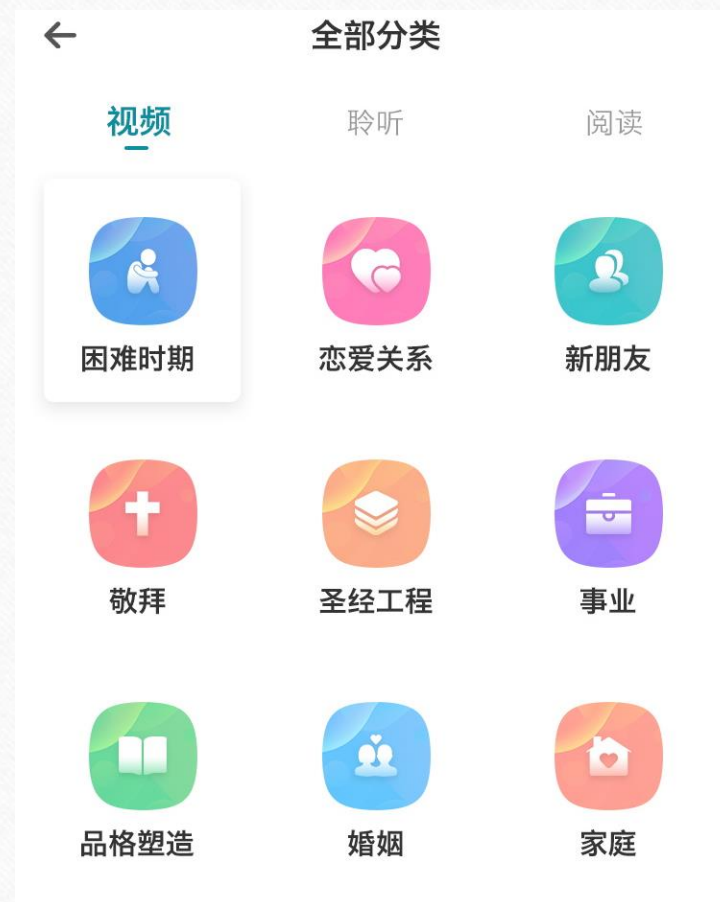 全部分类
视频 聆听 阅读
困难时期 恋爱关系 新朋友
敬拜 圣经工程 事业
品格塑造 婚姻 家庭